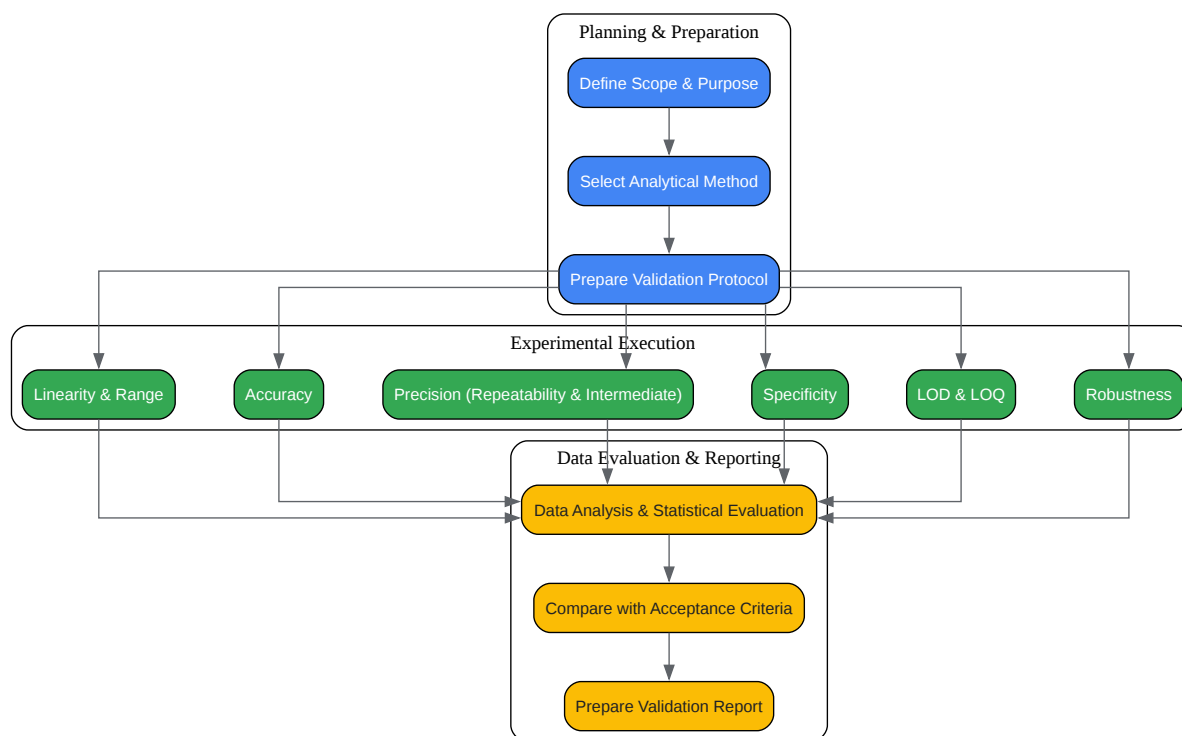 Planning & Preparation
Define Scope & Purpose
Select Analytical Method
Prepare Validation Protocol
Experimental Execution
Linearity & Range
Accuracy
Precision (Repeatability & Intermediate)
Specificity
LOD & LOQ
Robustness
Data Evaluation & Reporting
Data Analysis & Statistical Evaluation
Compare with Acceptance Criteria
Prepare Validation Report